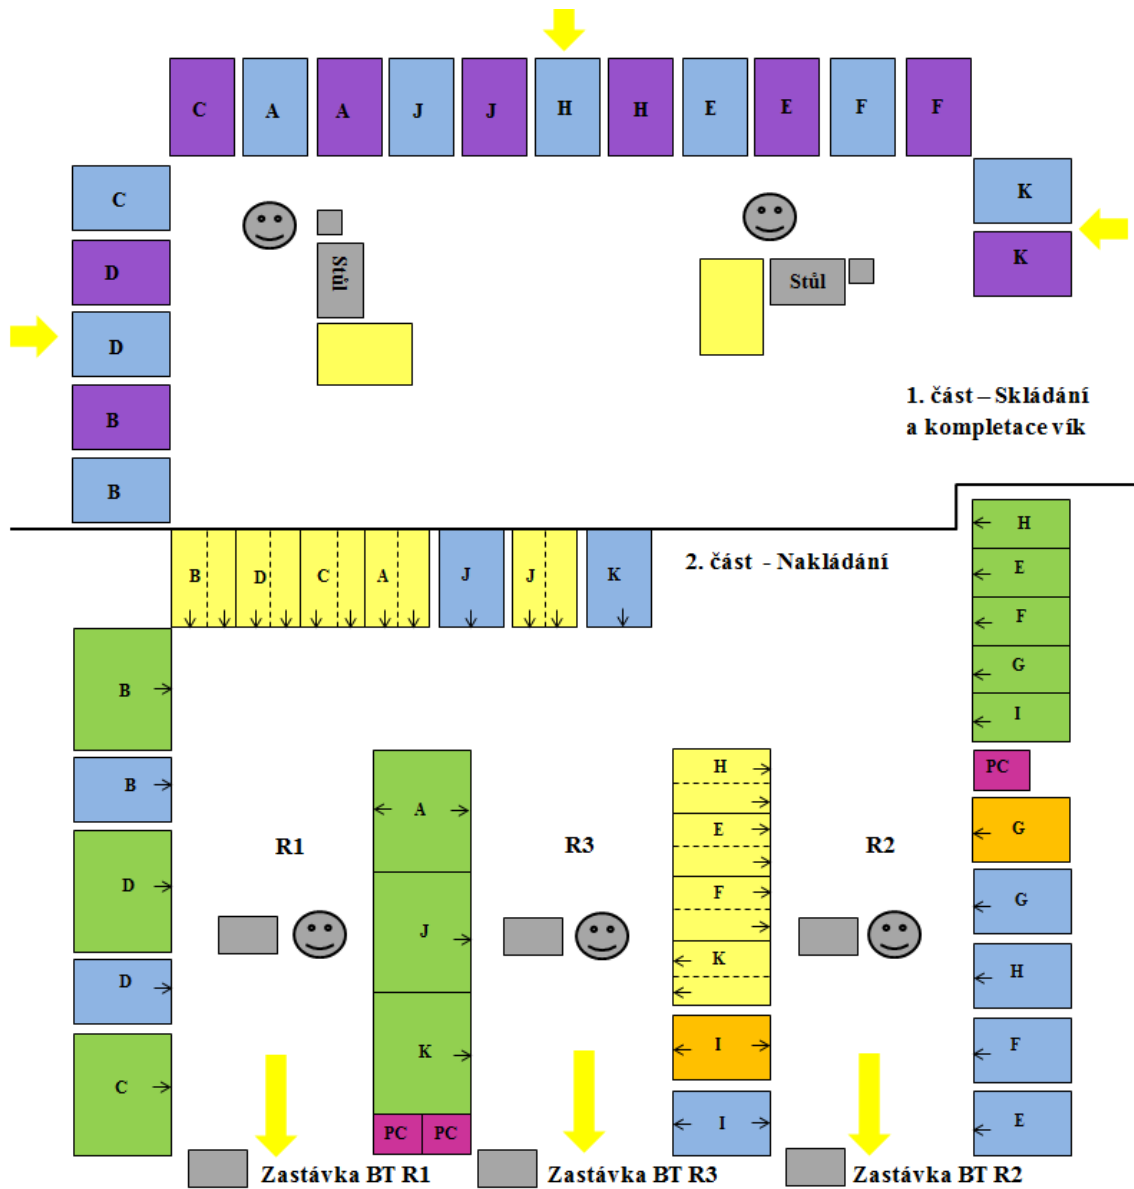 C A A J J H H E E F F
C
K
D
K
Stůl
Stůl
D
1. část – Skládání
a kompletace vík
B
B
H
2. část - Nakládání
B D C A J J K
E
F
G
I
B
PC
H
B
A
E
G
R1
R3
R2
D
F
G
J
K
D
H
K
I
F
C
I
E
PC PC
Zastávka BT R1
Zastávka BT R3
Zastávka BT R2